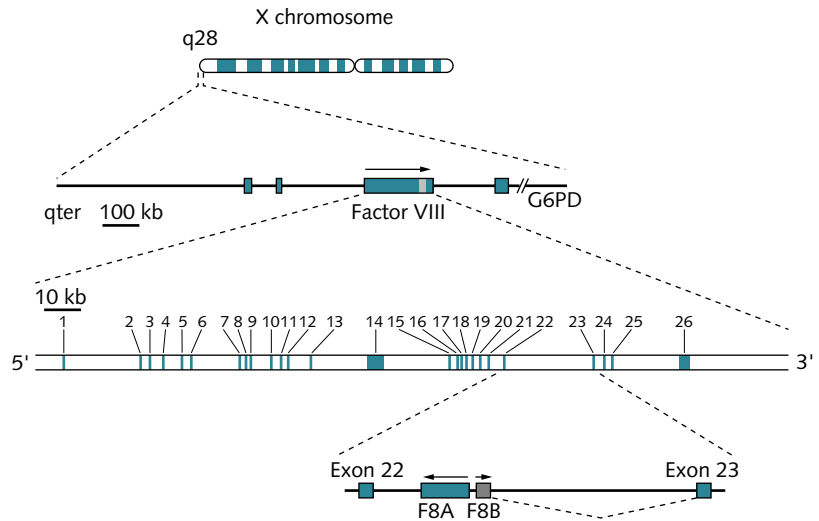 X chromosome
q28
qter 100 kb Factor VIII G6PD
10 kb
1 2 3 4 5 6 7 8 9 10 11 12 13 14 15 16 17 18 19 20 21 22 23 24 25 26
5' 3'
Exon 22 Exon 23
F8A F8B